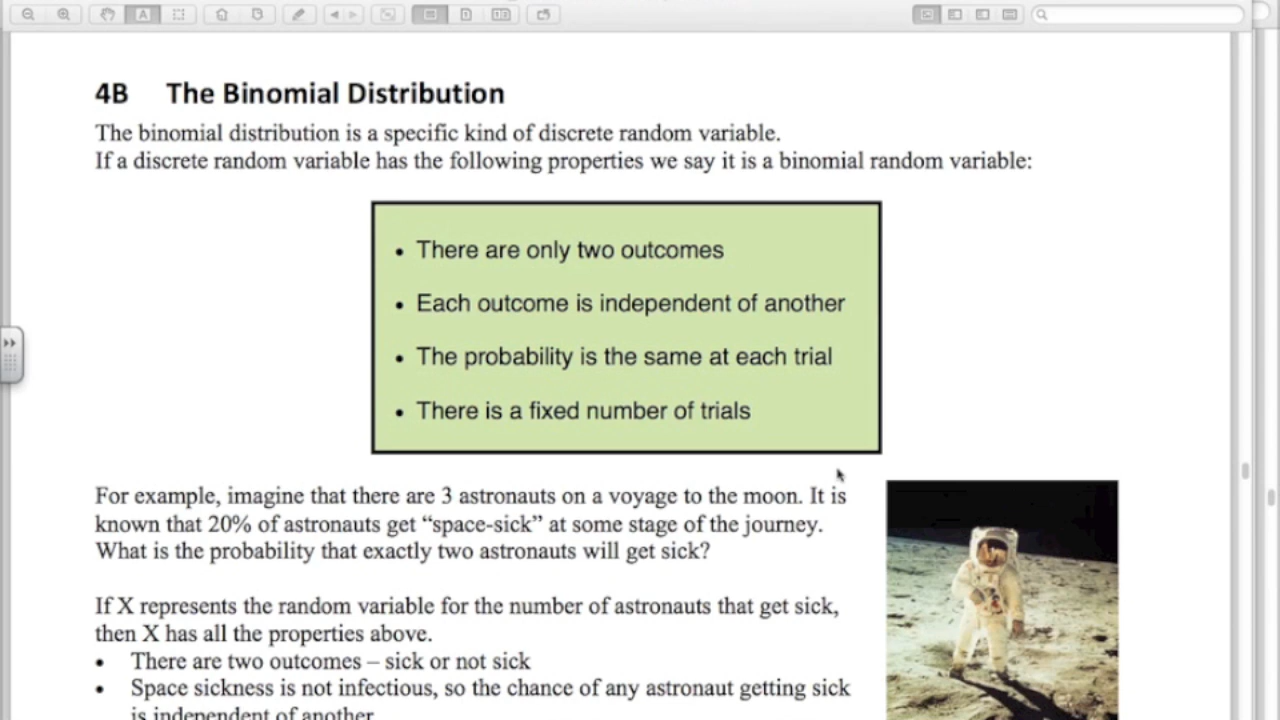 4B The Binomial Distribution
The binomial distribution is a specific kind of discrete random variable.
If a discrete random variable has the following properties we say it is a binomial random variable:
• There are only two outcomes
• Each outcome is independent of another
• The probability is the same at each trial
• There is a fixed number of trials
For example, imagine that there are 3 astronauts on a voyage to the moon. It is
known that 20% of astronauts get “space-sick” at some stage of the journey.
What is the probability that exactly two astronauts will get sick?
If X represents the random variable for the number of astronauts that get sick,
then X has all the properties above.
• There are two outcomes – sick or not sick
• Space sickness is not infectious, so the chance of any astronaut getting sick
is independent of another